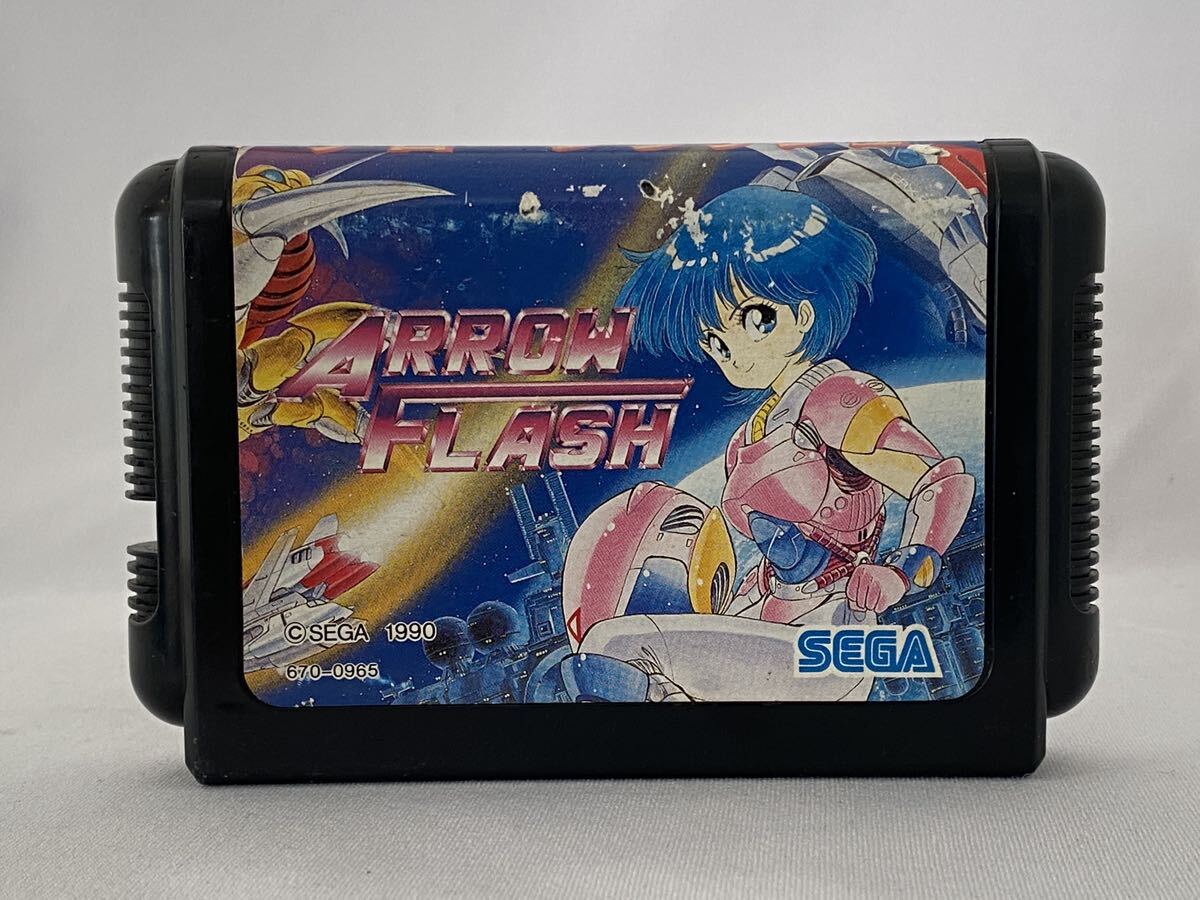 ARROW
FLASH
© SEGA 1990
670-0965
SEGA